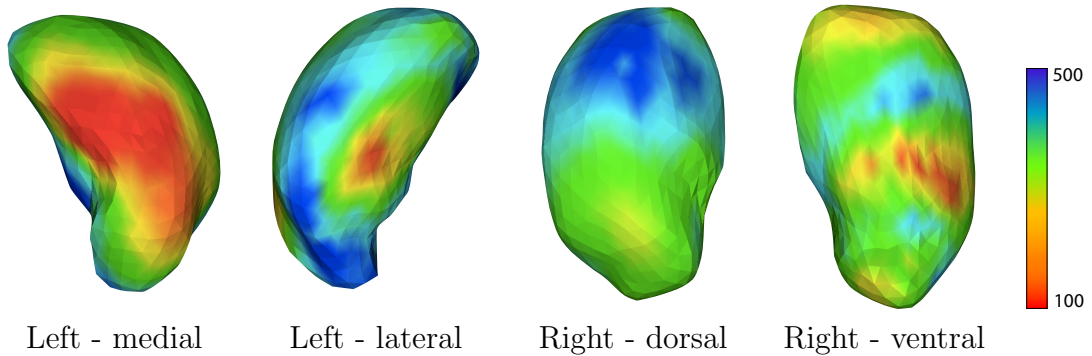 500
100
Left - medial
Left - lateral
Right - dorsal
Right - ventral